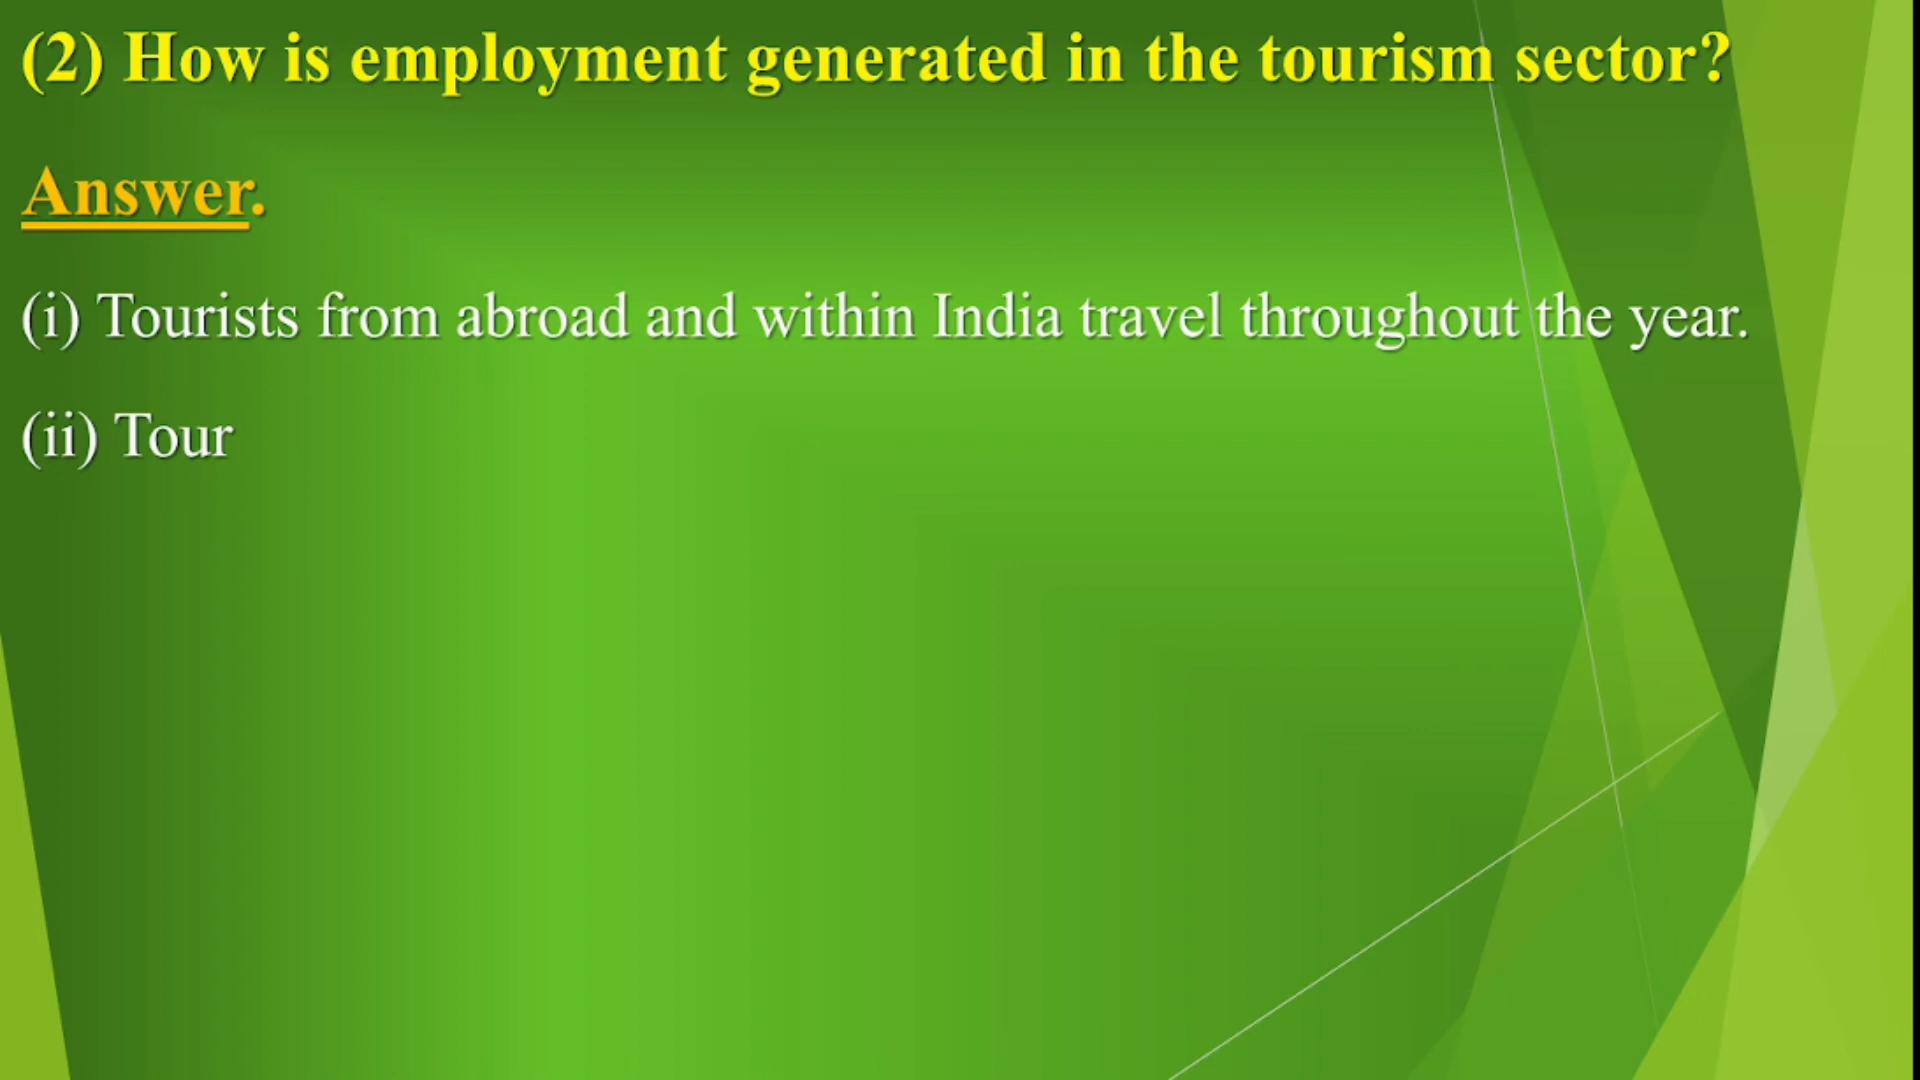 (2) How is employment generated in the tourism sector?
Answer.
(i) Tourists from abroad and within India travel throughout the year.
(ii) Tour